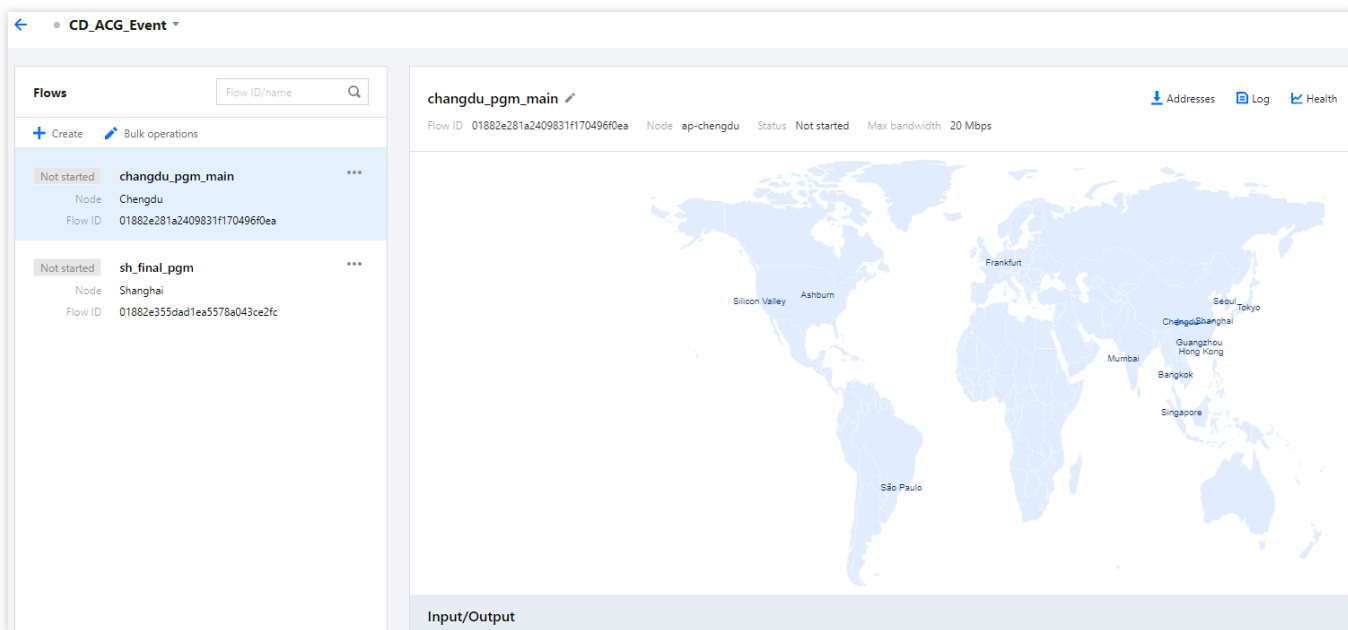 CD_ACG_Event
Flows
Flow ID/name
Create Bulk operations
Not started changdu_pgm_main
Node Chengdu
Flow ID 01882e281a2409831f170496f0ea
Not started sh_final_pgm
Node Shanghai
Flow ID 01882e355dad1ea5578a043ce2fc
changdu_pgm_main
Addresses Log Health
Flow ID 01882e281a2409831f170496f0ea Node ap-chengdu Status Not started Max bandwidth 20 Mbps
Frankfurt
Silicon Valley Ashburn
Seoul Tokyo
Chengdu Shanghai
Guangzhou
Hong Kong
Mumbai
Bangkok
Singapore
São Paulo
Input/Output